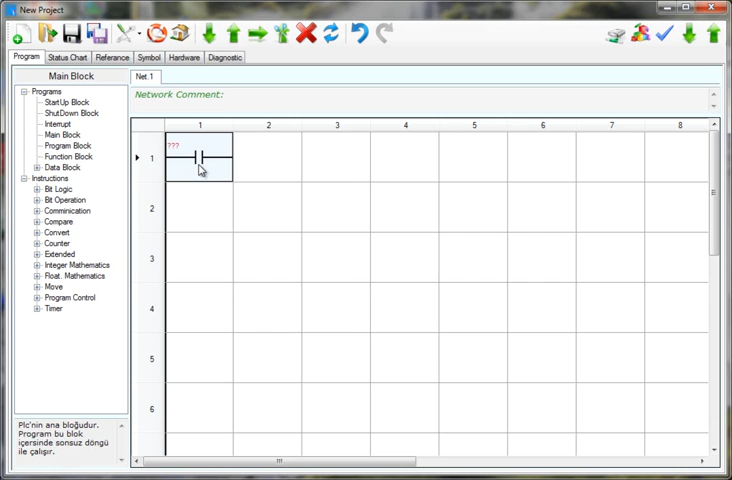 New Project
Program
Status Chart
Reference
Symbol
Hardware
Diagnostic
Main Block
Net.1
Network Comment:
Programs
StartUp Block
ShutDown Block
Interrupt
Main Block
Program Block
Function Block
Data Block
Instructions
Bit Logic
Bit Operation
Comminication
Compare
Convert
Counter
Extended
Integer Mathematics
Float. Mathematics
Move
Program Control
Timer
Plc'nin ana bloğudur.
Program bu blok
içersinde sonsuz döngü
ile çalışır.
1 2 3 4 5 6 7 8
1
???
2
3
4
5
6